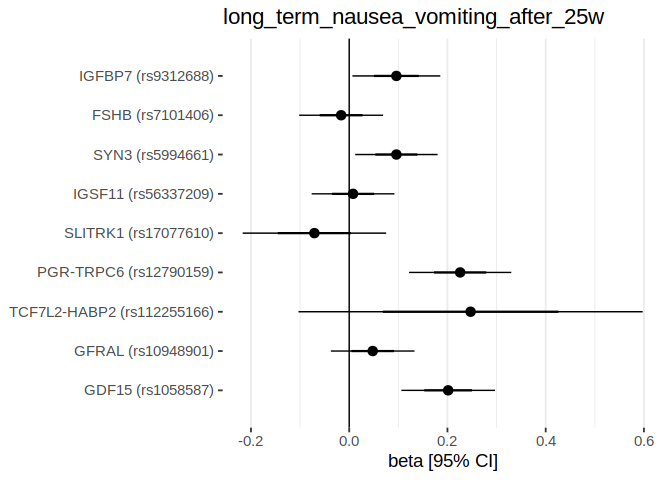 long_term_nausea_vomiting_after_25w
IGFBP7 (rs9312688)
FSHB (rs7101406)
SYN3 (rs5994661)
IGSF11 (rs56337209)
SLITRK1 (rs17077610)
PGR-TRPC6 (rs12790159)
TCF7L2-HABP2 (rs112255166)
GFRAL (rs10948901)
GDF15 (rs1058587)
-0.2 0.0 0.2 0.4 0.6
beta [95% CI]